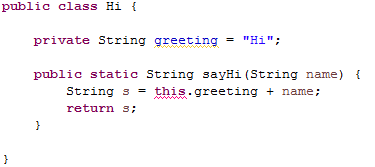 public class Hi {
private String greeting = "Hi";
public static String sayHi(String name) {
String s = this.greeting + name;
return s;
}
}